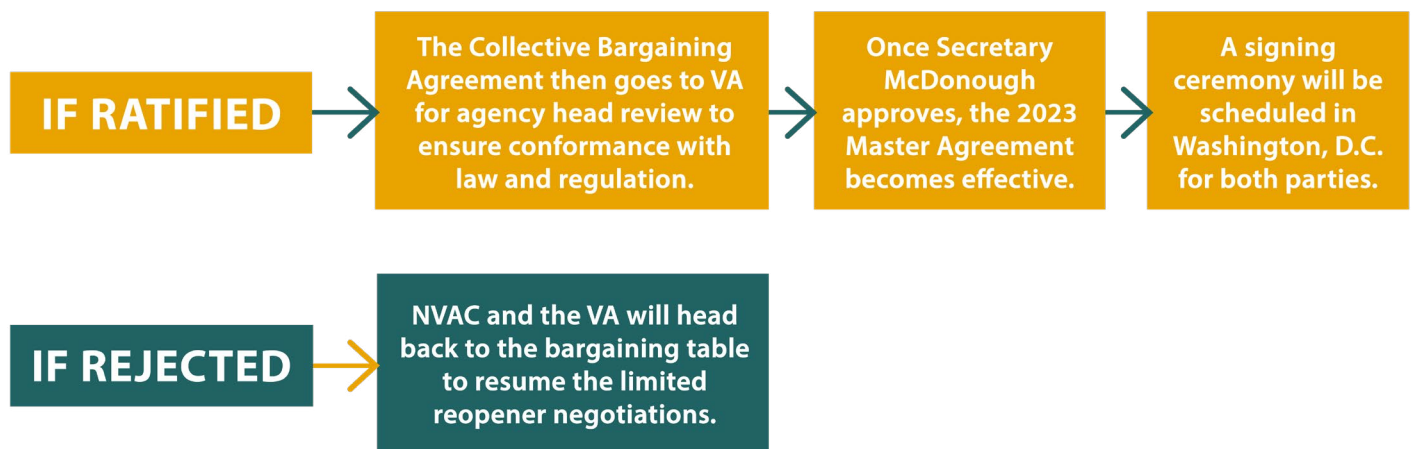 IF RATIFIED
The Collective Bargaining
Agreement then goes to VA
for agency head review to
ensure conformance with
law and regulation.
Once Secretary
McDonough
approves, the 2023
Master Agreement
becomes effective.
A signing
ceremony will be
scheduled in
Washington, D.C.
for both parties.
IF REJECTED
NVAC and the VA will head
back to the bargaining table
to resume the limited
reopener negotiations.